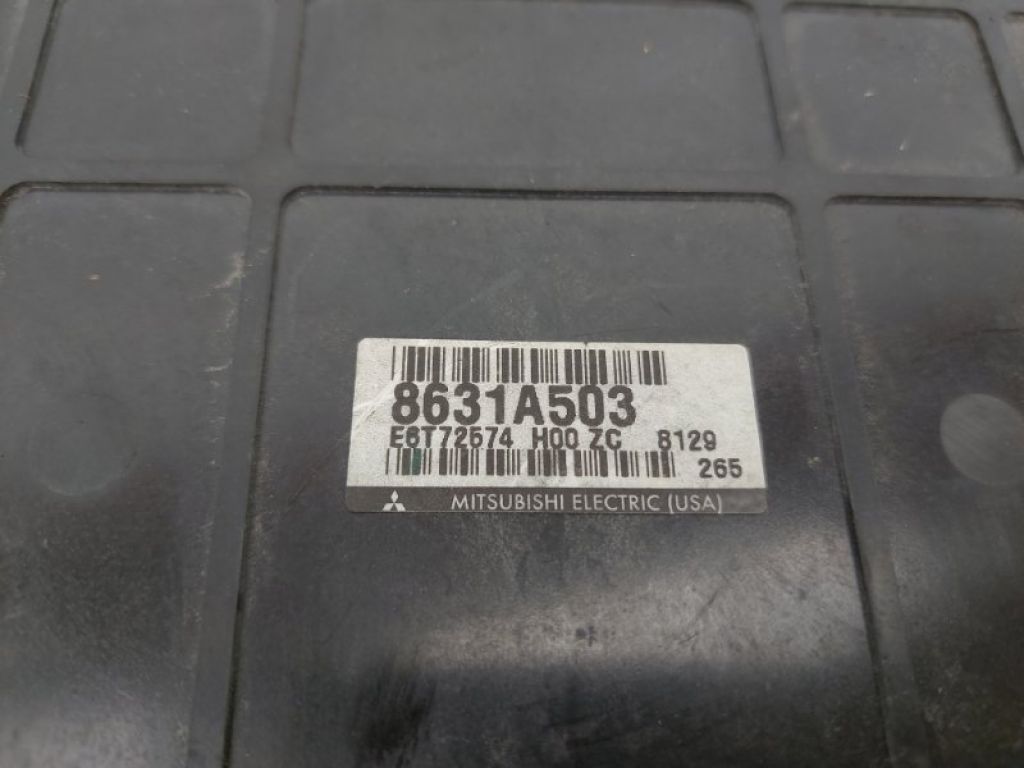 8631A503
E6T72574 H00 ZC 8129
265
MITSUBISHI ELECTRIC (USA)